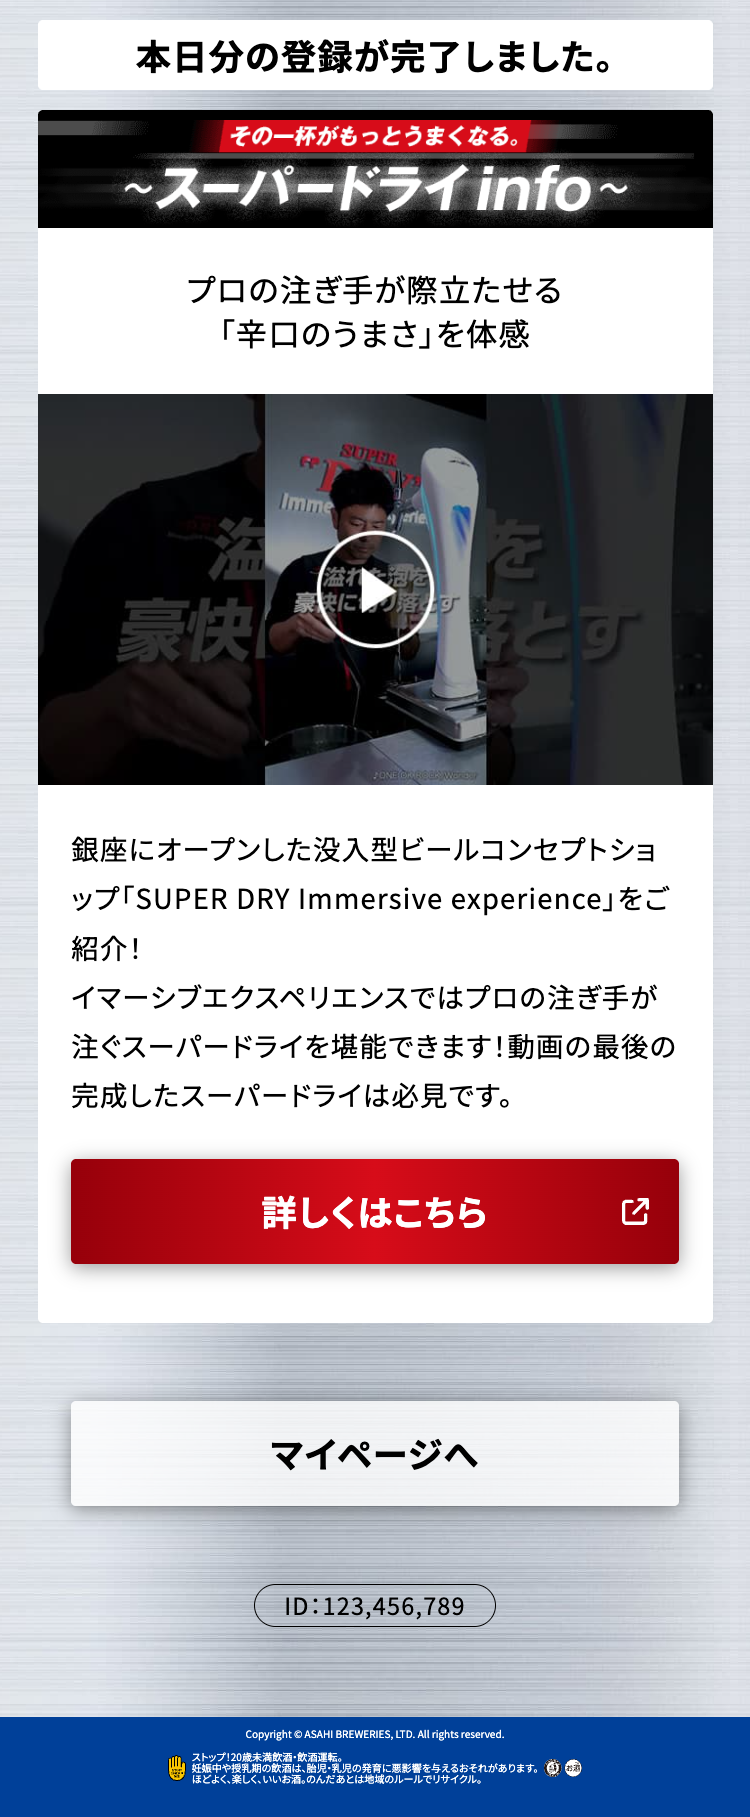 本日分の登録が完了しました。
その一杯がもっとうまくなる。
～スーパードライinfo～
プロの注ぎ手が際立たせる
「辛口のうまさ」を体感
SUPER
"DRY"
溢れた泡を
豪快に切り落とす
銀座にオープンした没入型ビールコンセプトショ
ップ「SUPER DRY Immersive experience」をご
紹介！
イマーシブエクスペリエンスではプロの注ぎ手が
注ぐスーパードライを堪能できます！動画の最後の
完成したスーパードライは必見です。
詳しくはこちら
マイページへ
ID：123,456,789
Copyright © ASAHI BREWERIES, LTD. All rights reserved.
ストップ！20歳未満飲酒・飲酒運転。
妊娠中や授乳期の飲酒は、胎児・乳児の発育に悪影響を与えるおそれがあります。
ほどよく、楽しく、いいお酒。のんだあとは地域のルールでリサイクル。
お酒